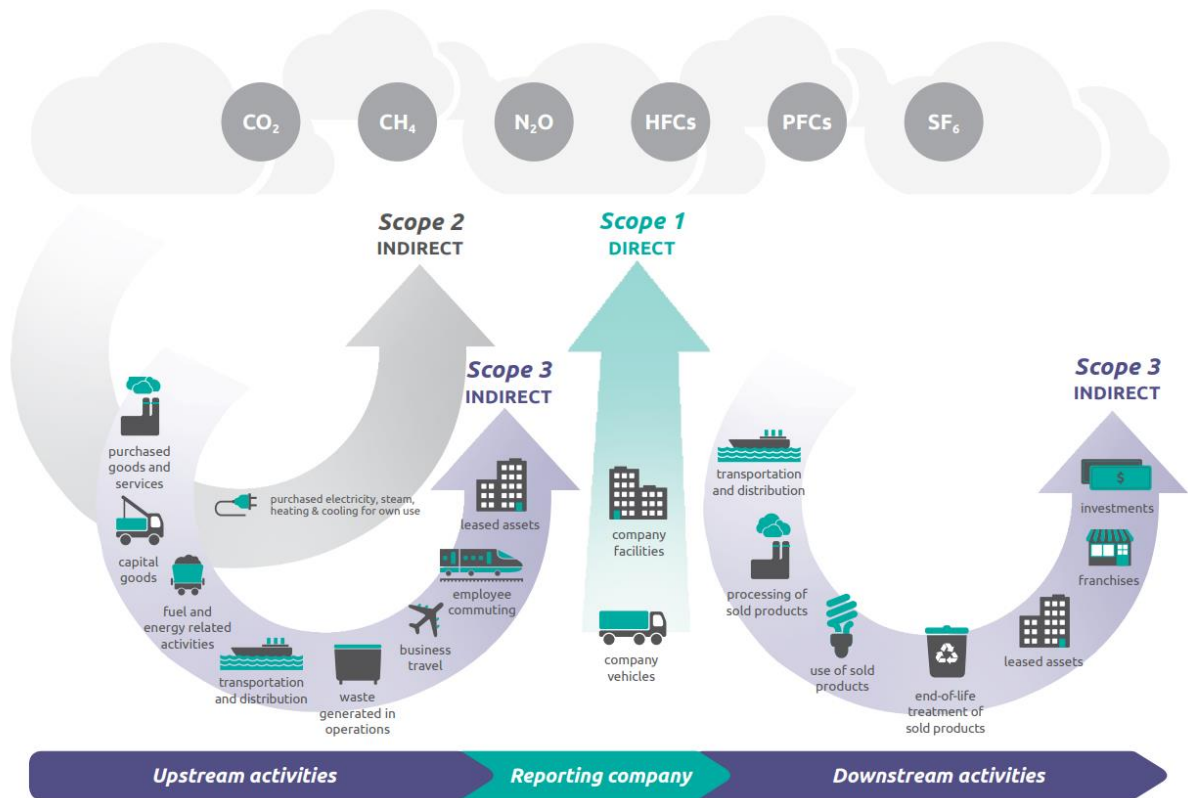 CO₂ CH₄ N₂O HFCs PFCs SF₆
Scope 2
INDIRECT
Scope 1
DIRECT
Scope 3
INDIRECT
Scope 3
INDIRECT
purchased
goods and
services
capital
goods
fuel and
energy related
activities
transportation
and distribution
waste
generated in
operations
business
travel
employee
commuting
leased assets
purchased electricity, steam,
heating & cooling for own use
company
facilities
company
vehicles
transportation
and distribution
processing of
sold products
use of sold
products
end-of-life
treatment of
sold products
leased assets
franchises
$
investments
Upstream activities
Reporting company
Downstream activities